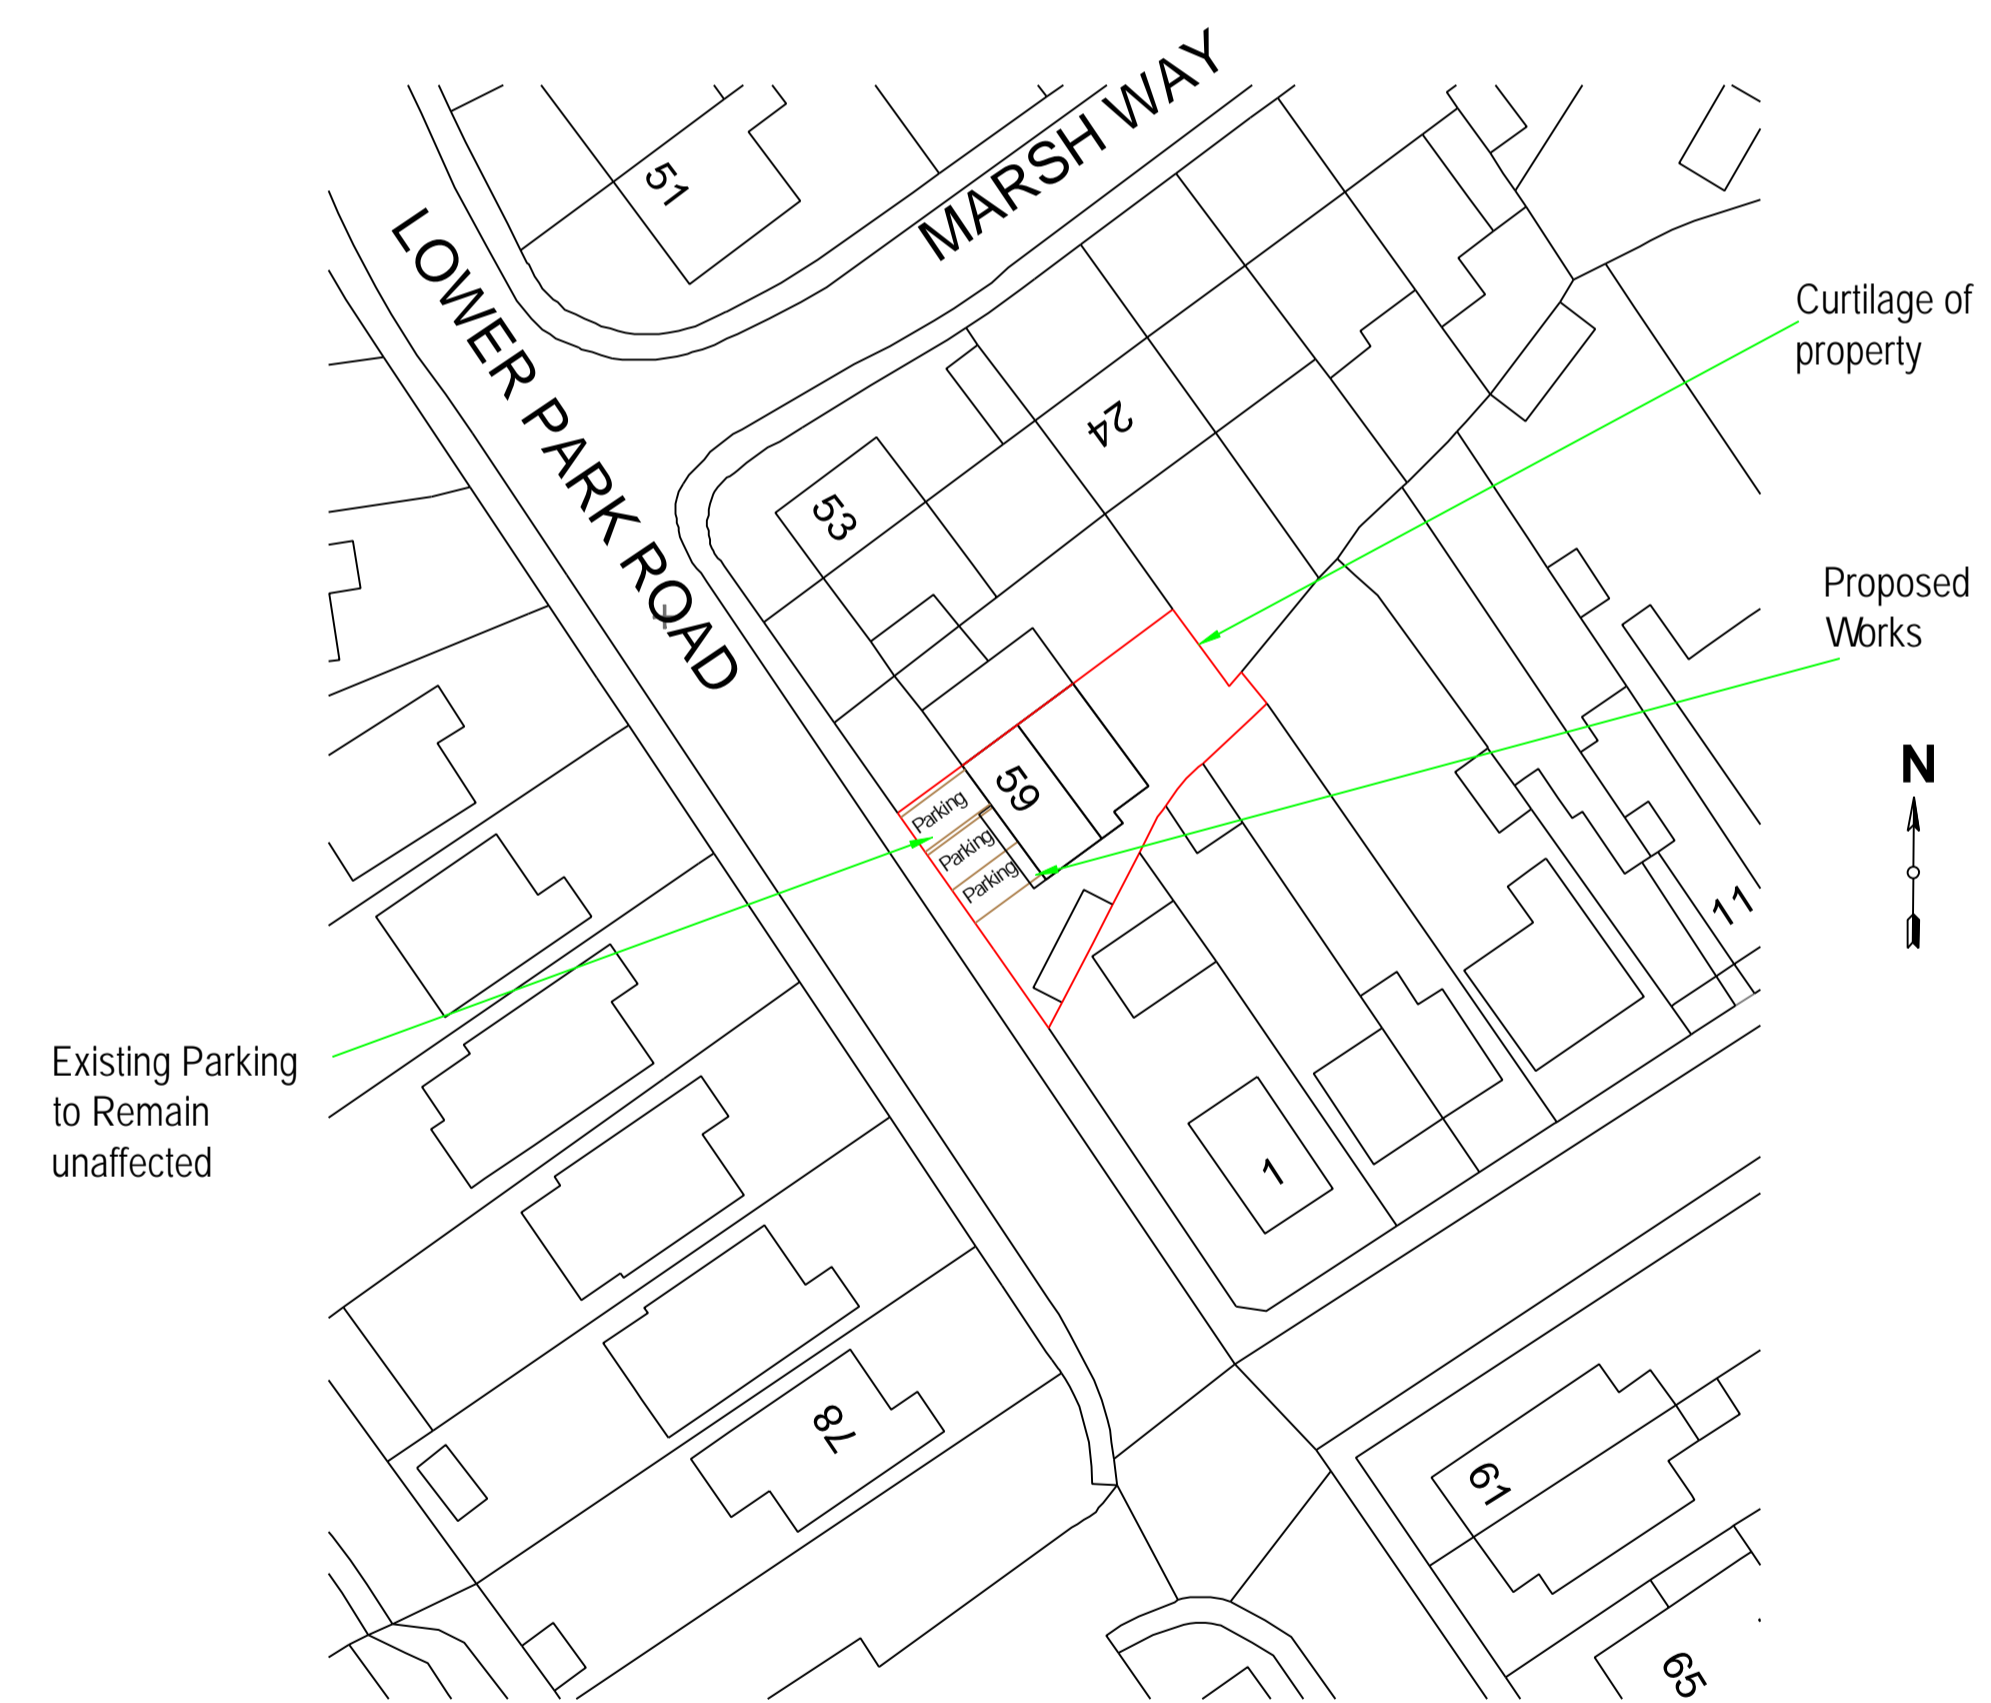 MARSH WAY
LOWER PARK ROAD
51
Curtilage of
property
24
53
Proposed
Works
59
N
Parking
Parking
Parking
11
Existing Parking
to Remain
unaffected
1
78
61
65